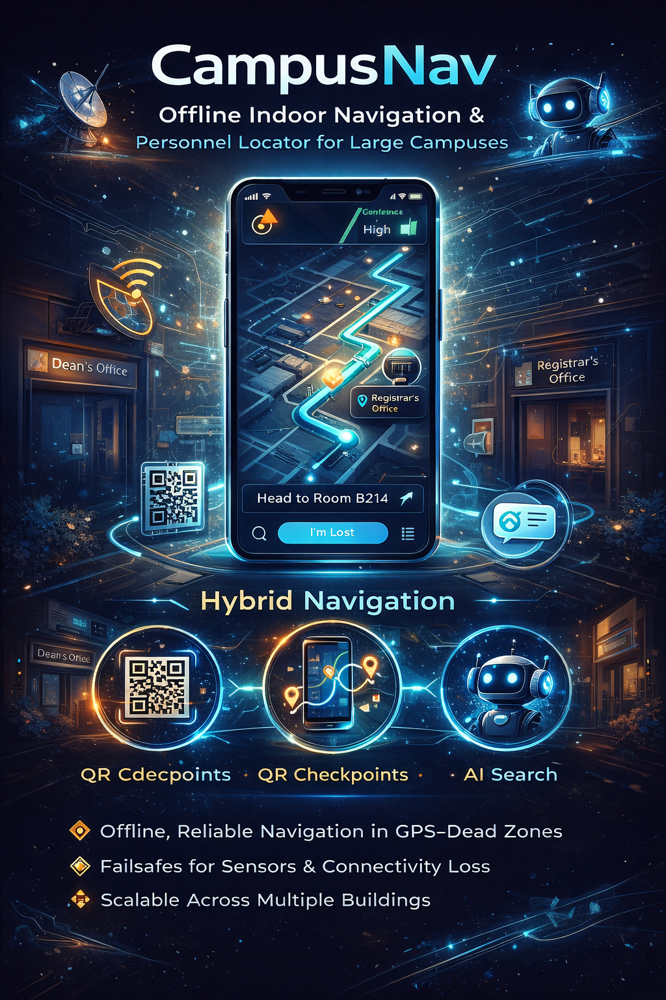 CampusNav
Offline Indoor Navigation &
Personnel Locator for Large Campuses
Confeince
High
Dean's Office
Registrar's
Office
Registrar's
Office
Head to Room B214
I'm Lost
Hybrid Navigation
Dean's Office
QR Cdecpoints · QR Checkpoints · · AI Search
Offline, Reliable Navigation in GPS–Dead Zones
Failsafes for Sensors & Connectivity Loss
Scalable Across Multiple Buildings